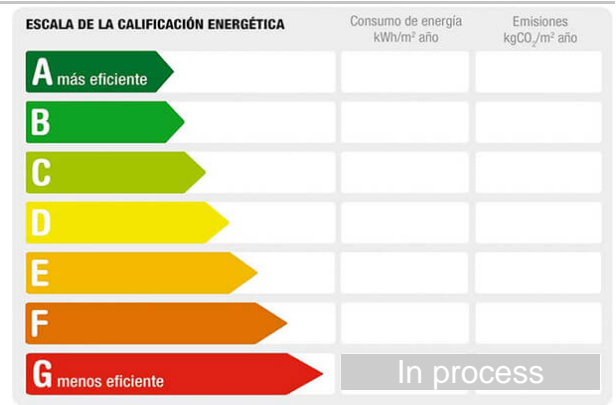 ESCALA DE LA CALIFICACIÓN ENERGÉTICA
Consumo de energía
kWh/m² año
Emisiones
kgCO₂/m² año
A más eficiente
B
C
D
E
F
G menos eficiente
In process